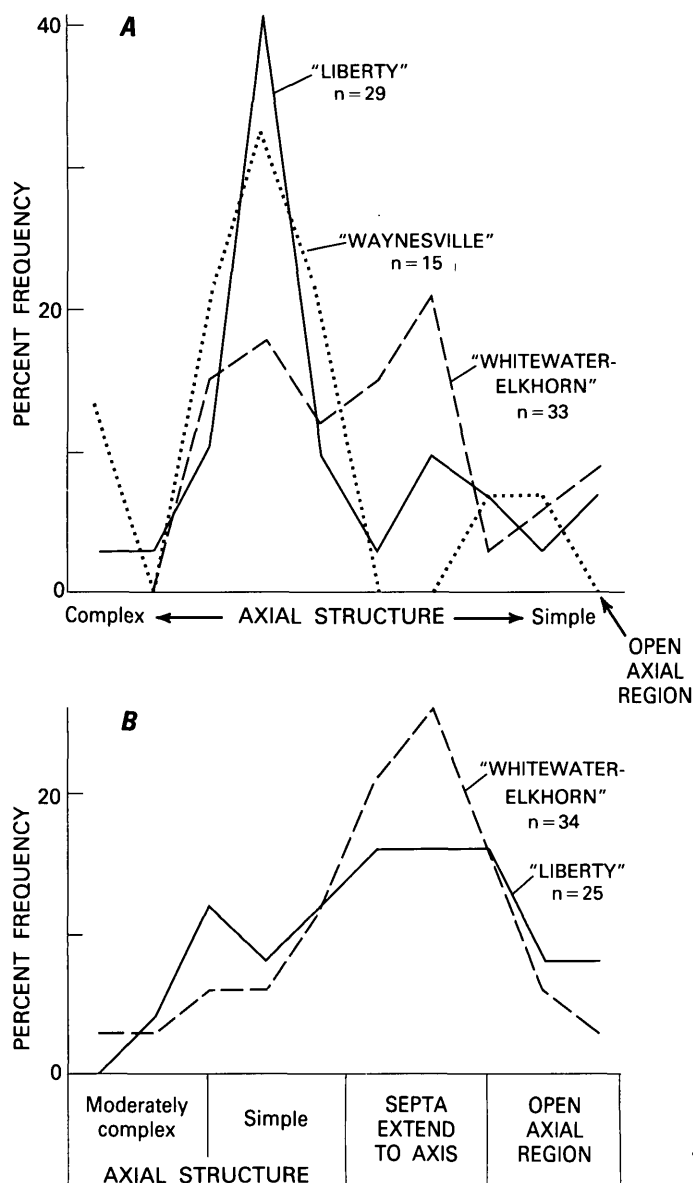 A
40
"LIBERTY"
n = 29
"WAYNESVILLE"
n = 15
20
"WHITEWATER-
ELKHORN"
n = 33
PERCENT FREQUENCY
0
Complex AXIAL STRUCTURE Simple
OPEN
AXIAL
REGION
B
"WHITEWATER-
ELKHORN"
n = 34
20
"LIBERTY"
n = 25
PERCENT FREQUENCY
0
Moderately
complex
Simple
SEPTA
EXTEND
TO AXIS
OPEN
AXIAL
REGION
AXIAL STRUCTURE